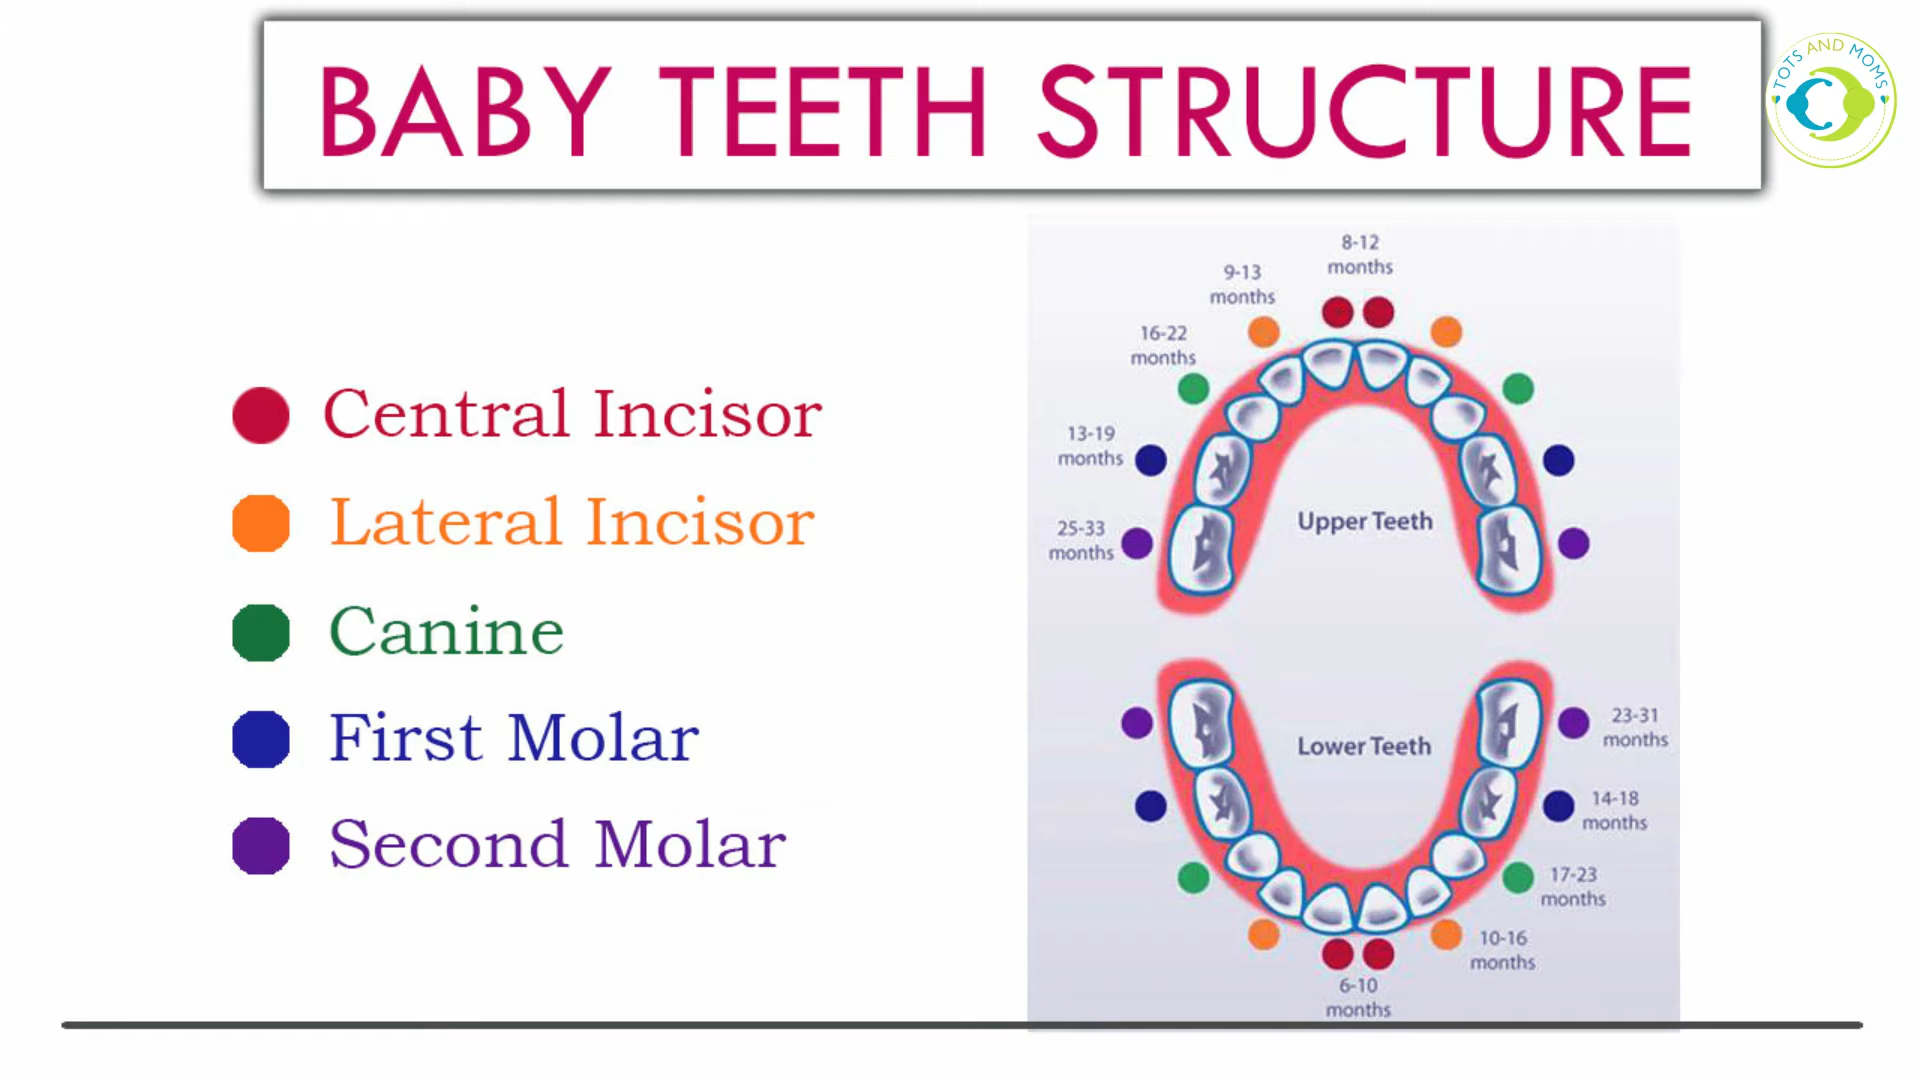 BABY TEETH STRUCTURE
TOTS AND MOMS
Central Incisor
Lateral Incisor
Canine
First Molar
Second Molar
8-12
months
9-13
months
16-22
months
13-19
months
25-33
months
Upper Teeth
Lower Teeth
23-31
months
14-18
months
17-23
months
10-16
months
6-10
months